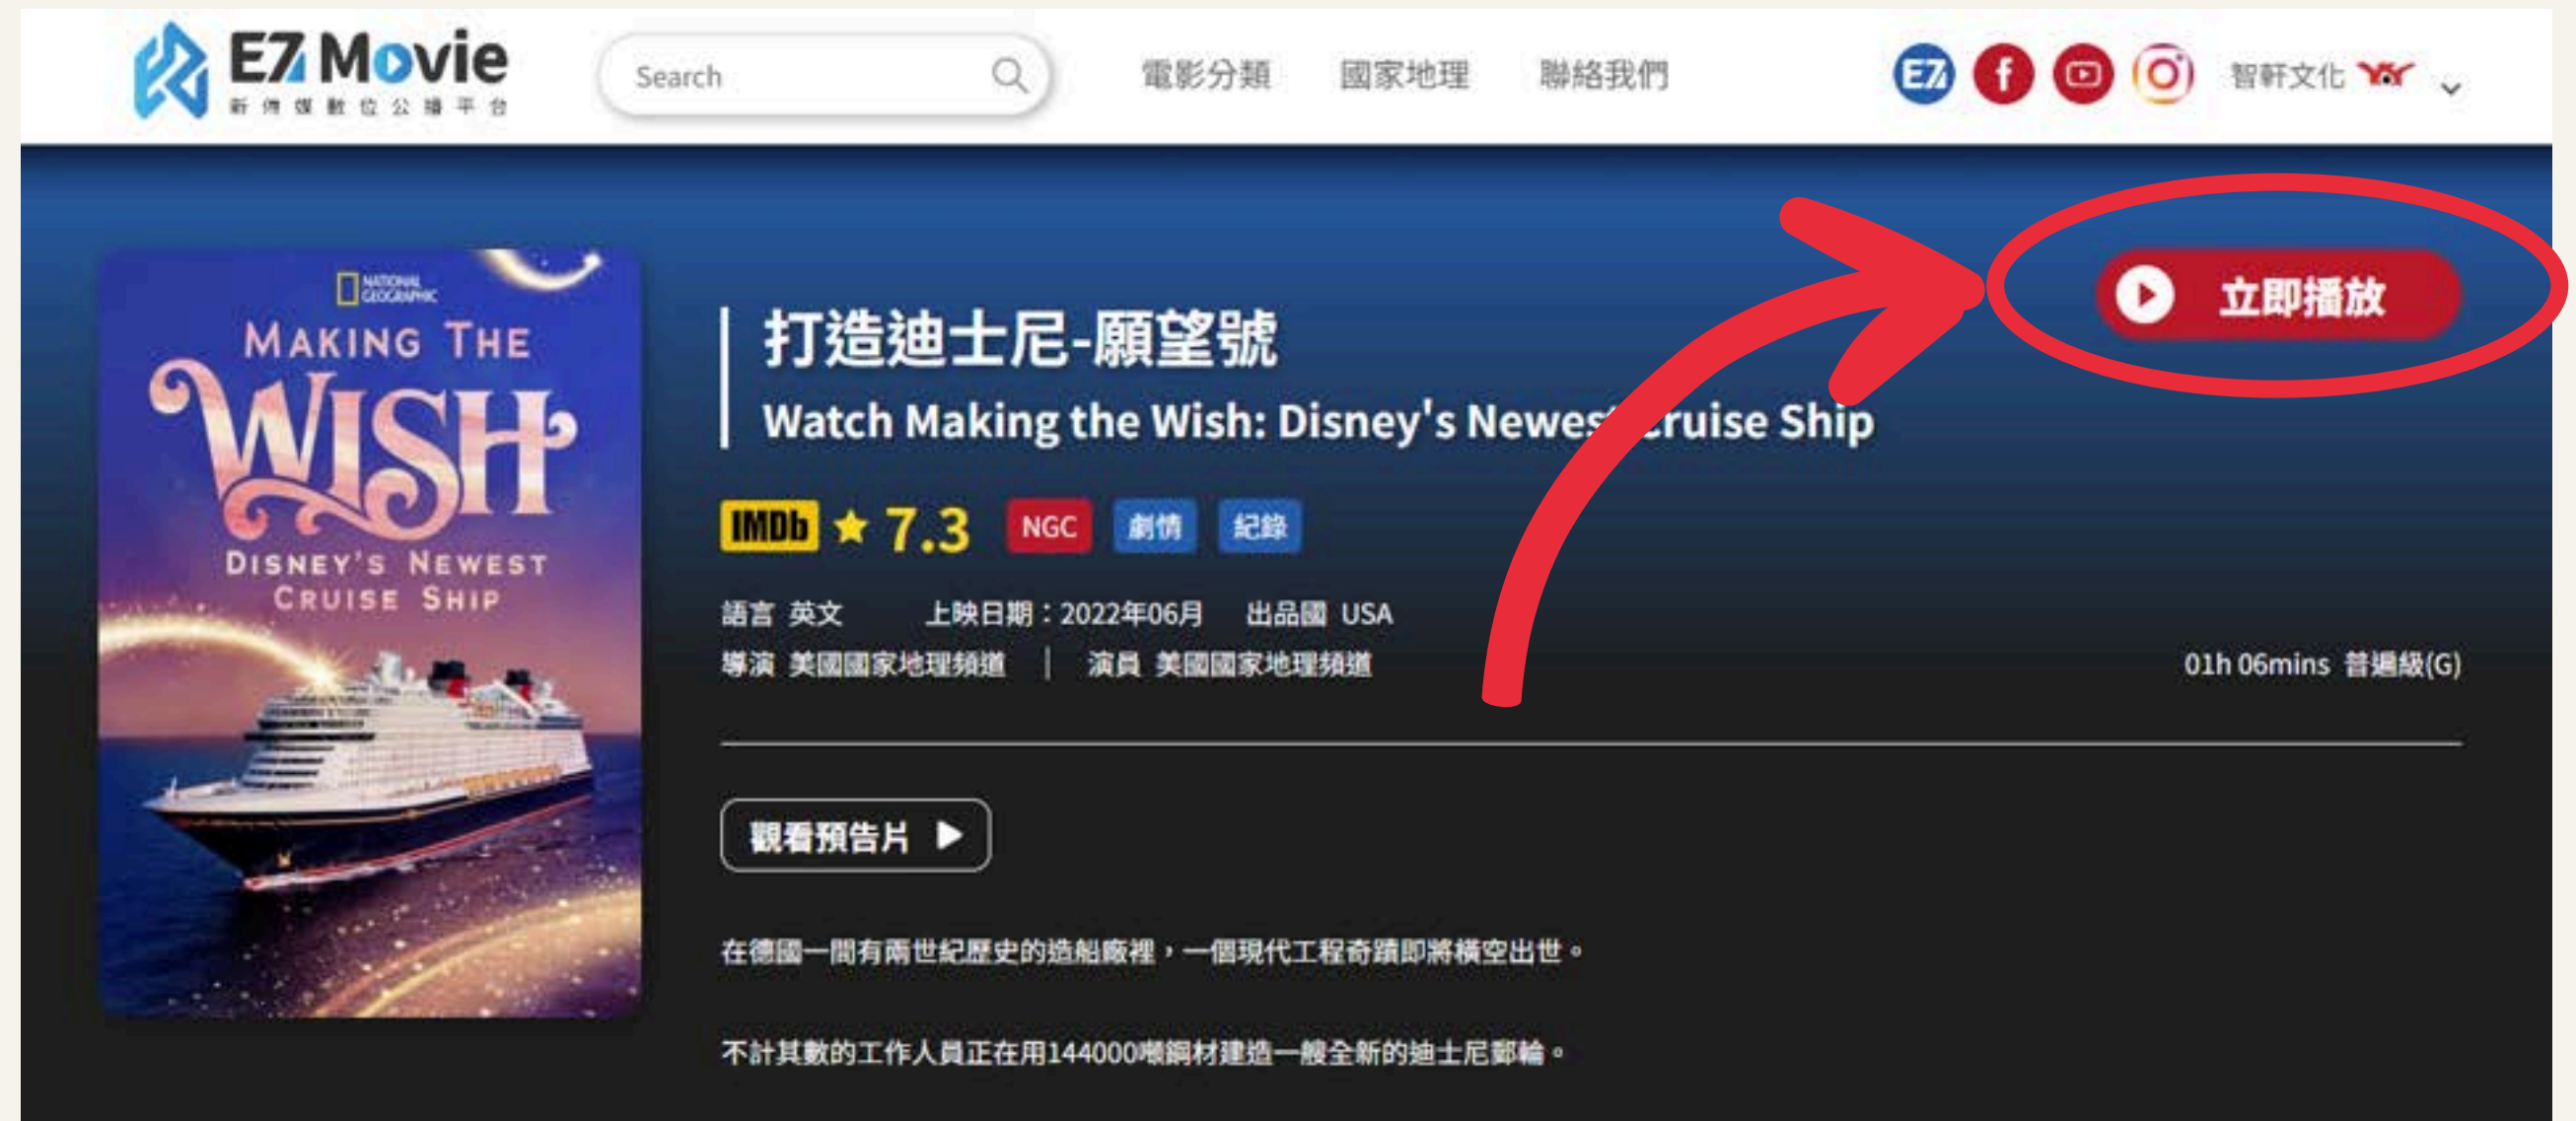 EZ Movie
新傳媒數位公播平台
Search
電影分類
國家地理
聯絡我們
EZ
智軒文化
NATIONAL
GEOGRAPHIC
MAKING THE
WISH
DISNEY'S NEWEST
CRUISE SHIP
立即播放
打造迪士尼-願望號
Watch Making the Wish: Disney's Newest Cruise Ship
IMDb 7.3 NGC 劇情 紀錄
語言 英文 上映日期：2022年06月 出品國 USA
導演 美國國家地理頻道 | 演員 美國國家地理頻道
01h 06mins 普遍級(G)
觀看預告片
在德國一間有兩世紀歷史的造船廠裡，一個現代工程奇蹟即將橫空出世。
不計其數的工作人員正在用144000噸鋼材建造一艘全新的迪士尼郵輪。